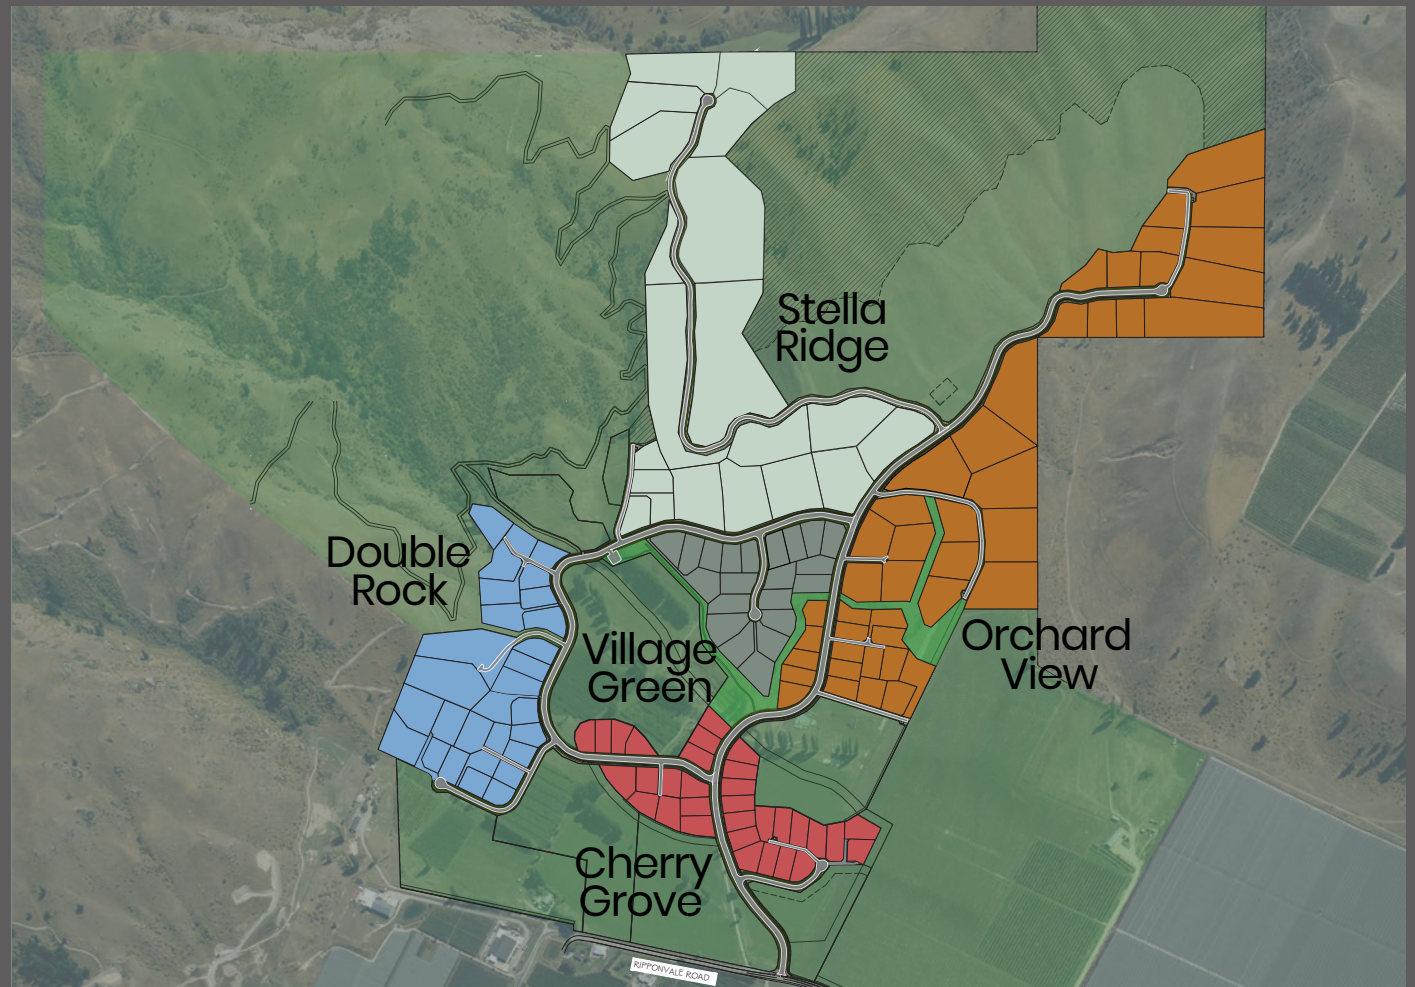 Stella
Ridge
Double
Rock
Village
Green
Orchard
View
Cherry
Grove
RIPPONVALE ROAD